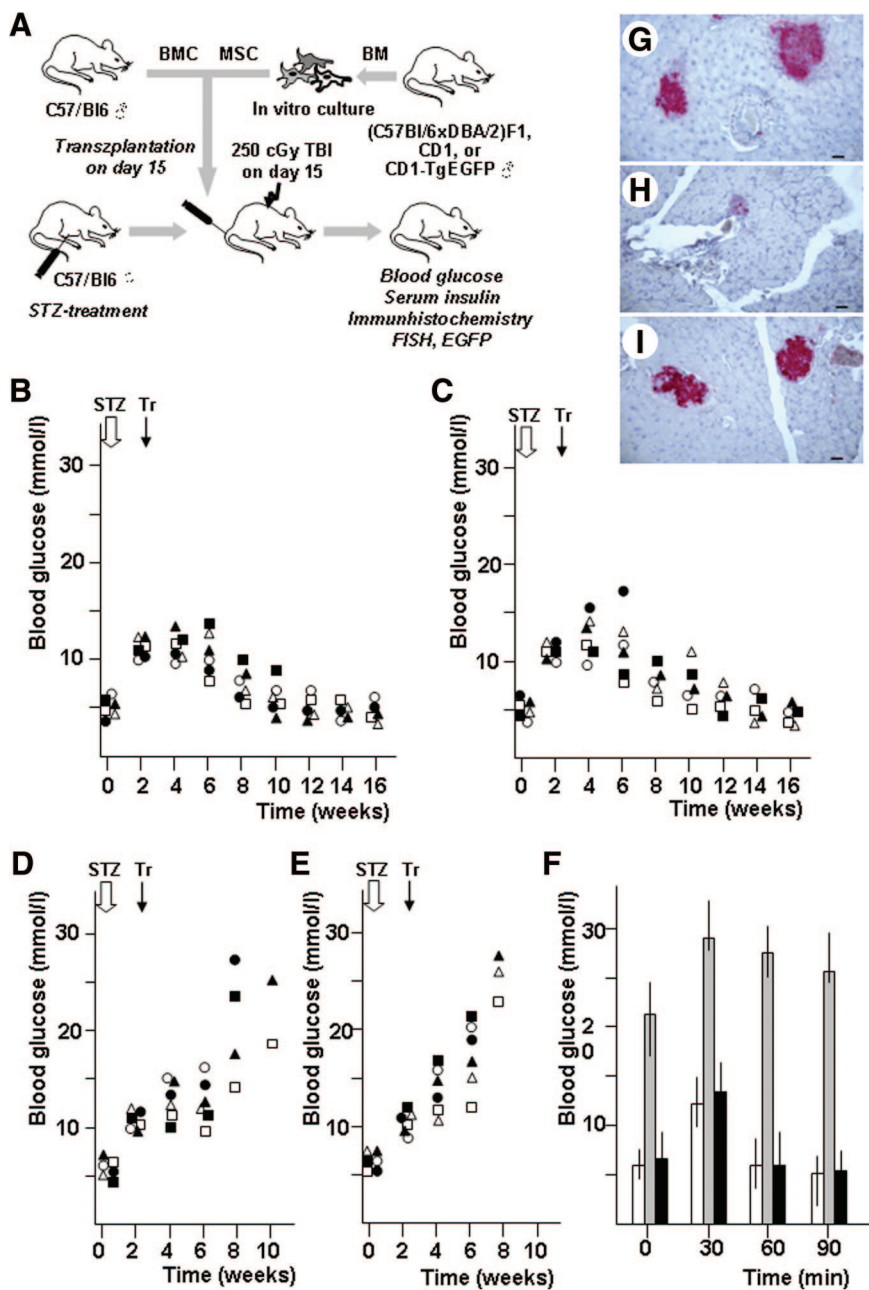 A
BMC MSC BM
C57/Bl6 ♂
In vitro culture
(C57Bl/6xDBA/2)F1,
CD1, or
CD1-TgEGFP ♂
Transzplantation
on day 15
250 cGy TBI
on day 15
C57/Bl6
STZ-treatment
Blood glucose
Serum insulin
Immunhistochemistry
FISH, EGFP
G
H
I
B
STZ Tr
Blood glucose (mmol/l)
30
20
10
0 2 4 6 8 10 12 14 16
Time (weeks)
C
STZ Tr
Blood glucose (mmol/l)
30
20
10
0 2 4 6 8 10 12 14 16
Time (weeks)
D
STZ Tr
Blood glucose (mmol/l)
30
20
10
0 2 4 6 8 10
Time (weeks)
E
STZ Tr
Blood glucose (mmol/l)
30
20
10
0 2 4 6 8 10
Time (weeks)
F
Blood glucose (mmol/l)
30
2
0
10
0 30 60 90
Time (min)